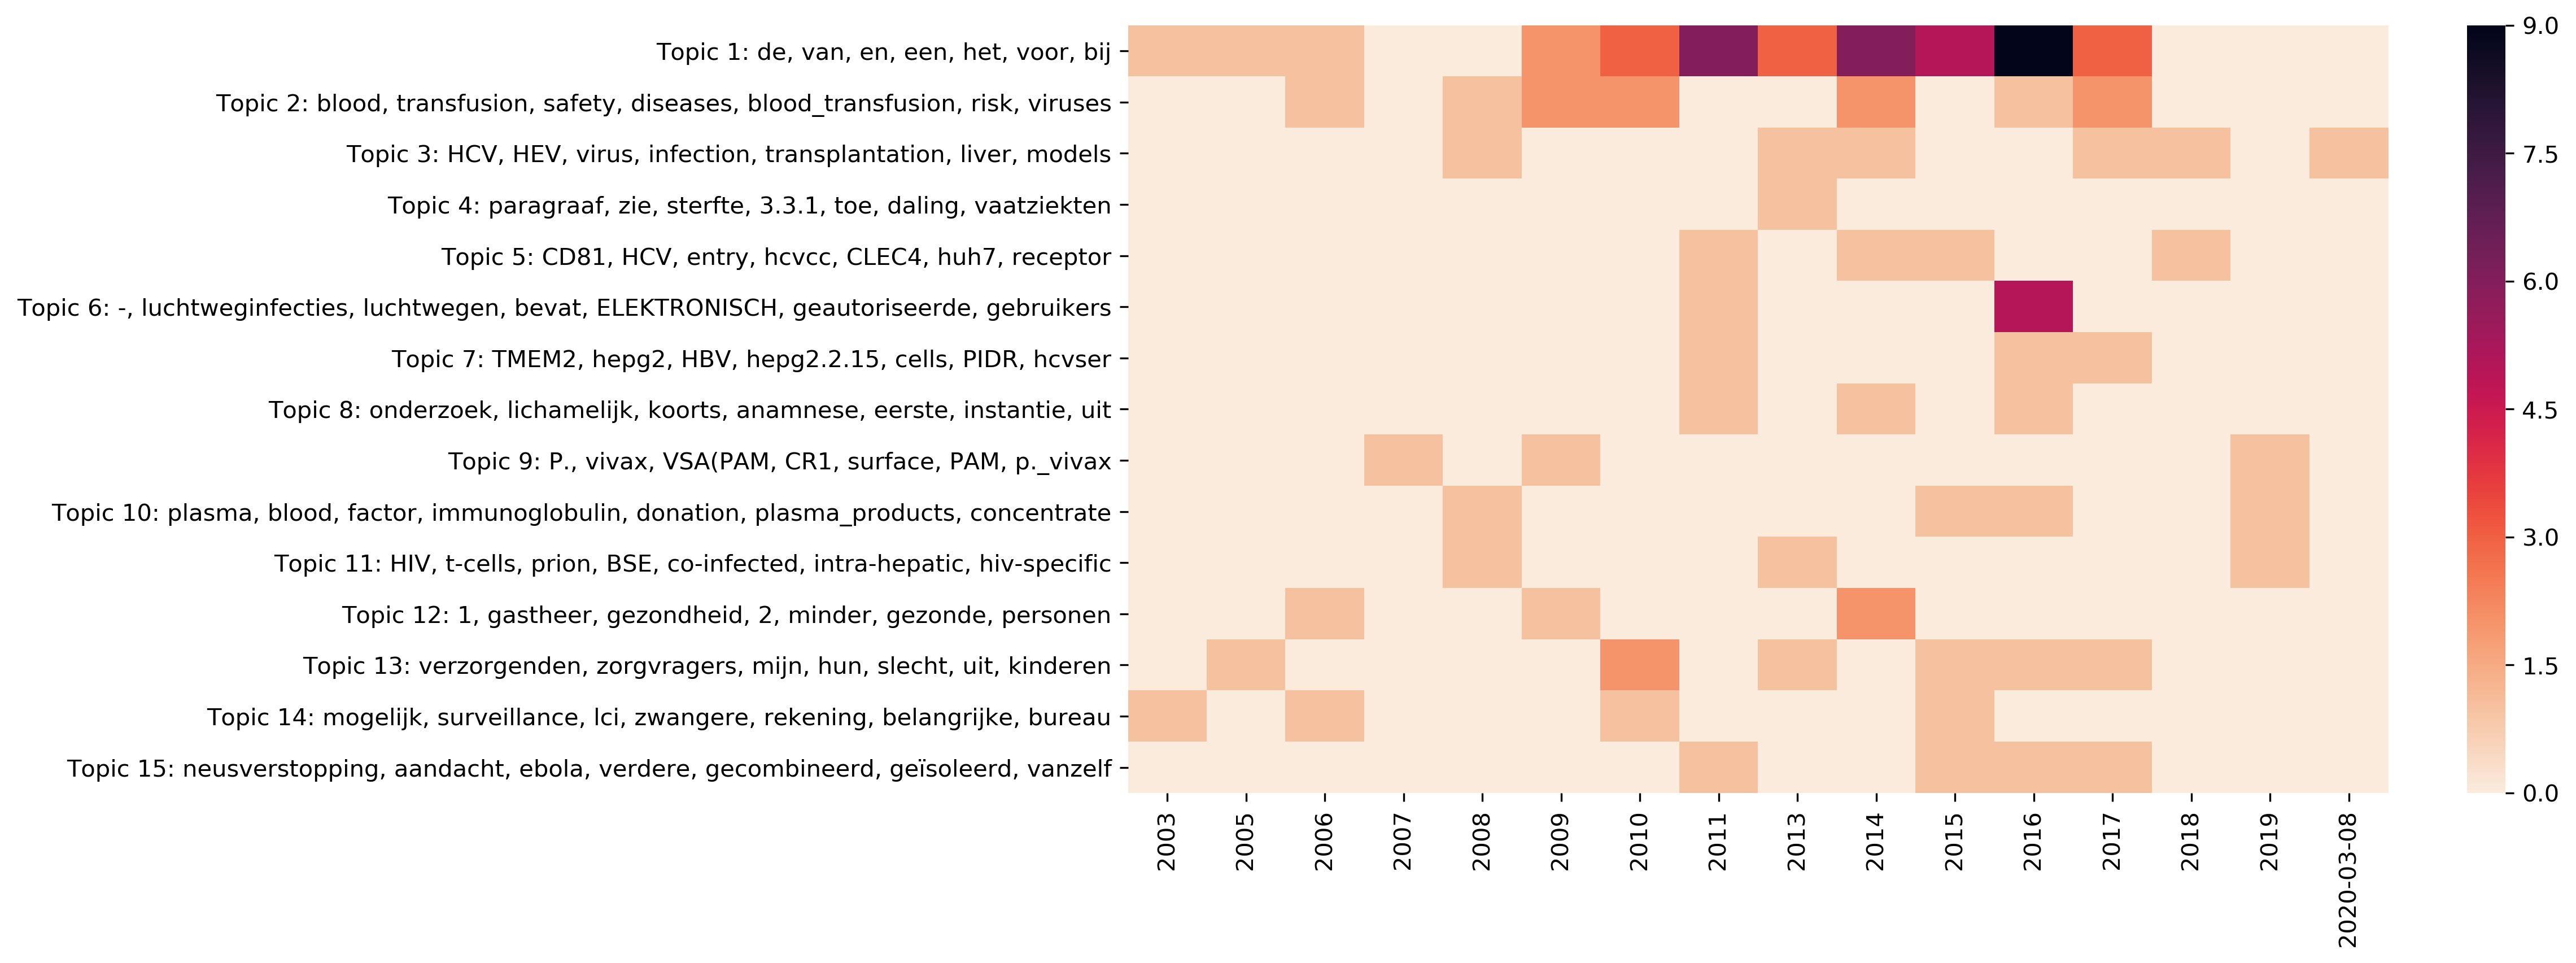 Topic 1: de, van, en, een, het, voor, bij
Topic 2: blood, transfusion, safety, diseases, blood_transfusion, risk, viruses
Topic 3: HCV, HEV, virus, infection, transplantation, liver, models
Topic 4: paragraaf, zie, sterfte, 3.3.1, toe, daling, vaatziekten
Topic 5: CD81, HCV, entry, hcvcc, CLEC4, huh7, receptor
Topic 6: -, luchtweginfecties, luchtwegen, bevat, ELEKTRONISCH, geautoriseerde, gebruikers
Topic 7: TMEM2, hepg2, HBV, hepg2.2.15, cells, PIDR, hcvser
Topic 8: onderzoek, lichamelijk, koorts, anamnese, eerste, instantie, uit
Topic 9: P., vivax, VSA(PAM, CR1, surface, PAM, p._vivax
Topic 10: plasma, blood, factor, immunoglobulin, donation, plasma_products, concentrate
Topic 11: HIV, t-cells, prion, BSE, co-infected, intra-hepatic, hiv-specific
Topic 12: 1, gastheer, gezondheid, 2, minder, gezonde, personen
Topic 13: verzorgenden, zorgvragers, mijn, hun, slecht, uit, kinderen
Topic 14: mogelijk, surveillance, lci, zwangere, rekening, belangrijke, bureau
Topic 15: neusverstopping, aandacht, ebola, verdere, gecombineerd, geïsoleerd, vanzelf
2003
2005
2006
2007
2008
2009
2010
2011
2013
2014
2015
2016
2017
2018
2019
2020-03-08
9.0
7.5
6.0
4.5
3.0
1.5
0.0